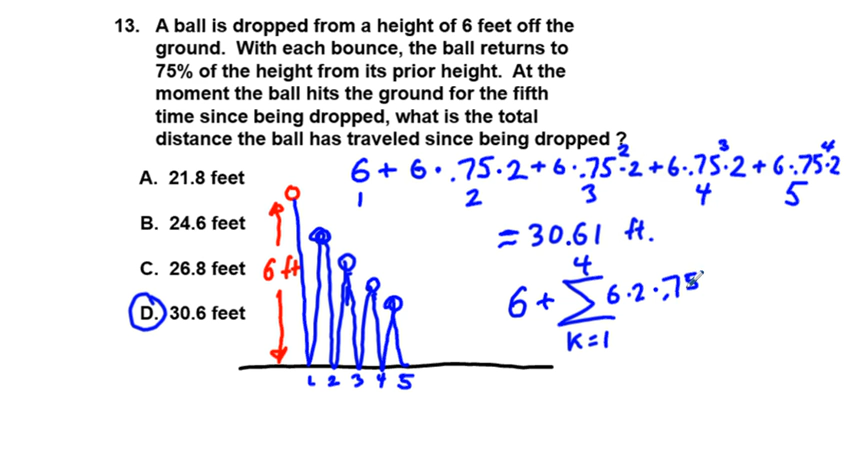 13. A ball is dropped from a height of 6 feet off the
ground. With each bounce, the ball returns to
75% of the height from its prior height. At the
moment the ball hits the ground for the fifth
time since being dropped, what is the total
distance the ball has traveled since being dropped ?
6 + 6 · .75 · 2 + 6 · .75² · 2 + 6 · .75³ · 2 + 6 · .75⁴ · 2
1 2 3 4 5
A. 21.8 feet
B. 24.6 feet
= 30.61 ft.
C. 26.8 feet
6 ft
4
6 + ∑ 6 · 2 · .75
K=1
D. 30.6 feet
1 2 3 4 5